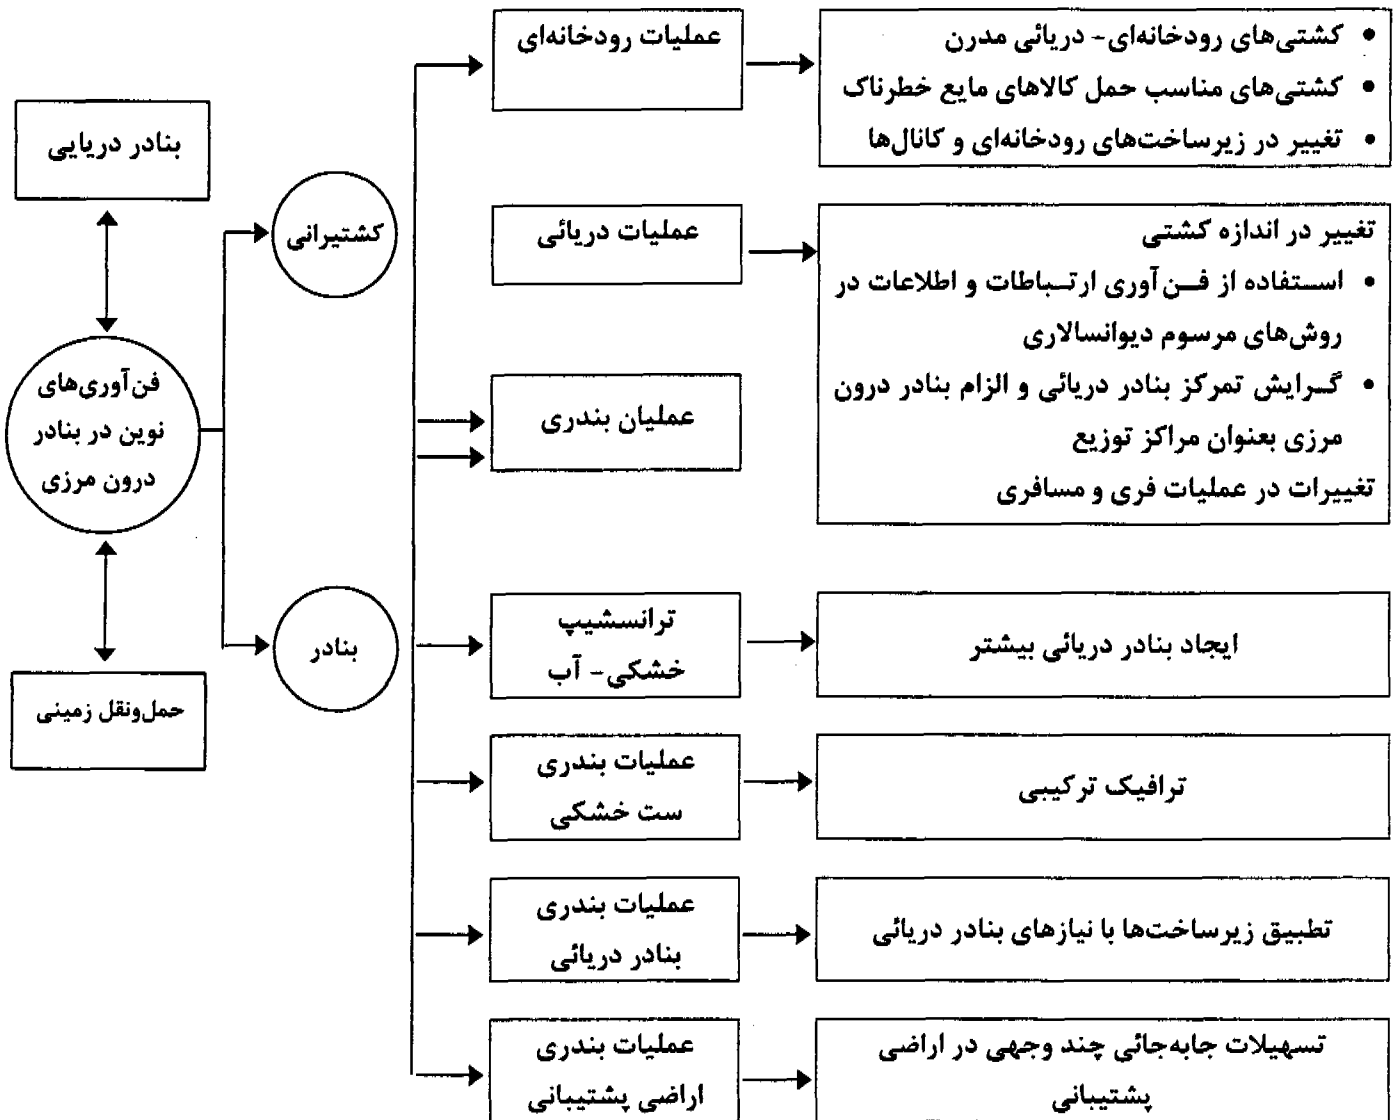 بنادر دریایی
فن‌آوری‌های
نوین در بنادر
درون مرزی
حمل‌ونقل زمینی
کشتیرانی
بنادر
عملیات رودخانه‌ای
• کشتی‌های رودخانه‌ای- دریائی مدرن
• کشتی‌های مناسب حمل کالاهای مایع خطرناک
• تغییر در زیرساخت‌های رودخانه‌ای و کانال‌ها
عملیات دریائی
تغییر در اندازه کشتی
• استفاده از فن‌آوری ارتباطات و اطلاعات در
روش‌های مرسوم دیوانسالاری
• گرایش تمرکز بنادر دریائی و الزام بنادر درون
مرزی بعنوان مراکز توزیع
تغییرات در عملیات فری و مسافری
عملیان بندری
ترانسشیپ
خشکی- آب
ایجاد بنادر دریائی بیشتر
عملیات بندری
ست خشکی
ترافیک ترکیبی
عملیات بندری
بنادر دریائی
تطبیق زیرساخت‌ها با نیازهای بنادر دریائی
عملیات بندری
اراضی پشتیبانی
تسهیلات جابه‌جائی چند وجهی در اراضی
پشتیبانی